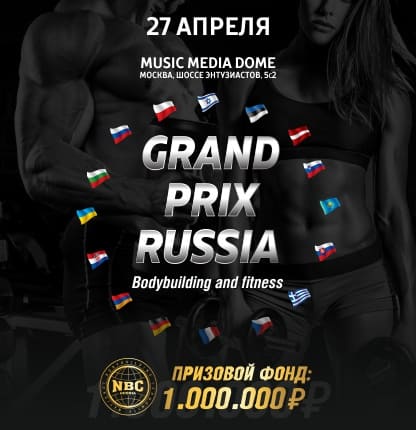 27 АПРЕЛЯ
MUSIC MEDIA DOME
МОСКВА, ШОССЕ ЭНТУЗИАСТОВ, 5с2
GRAND
PRIX
RUSSIA
Bodybuilding and fitness
NBC
ПРИЗОВОЙ ФОНД:
1.000.000 ₽